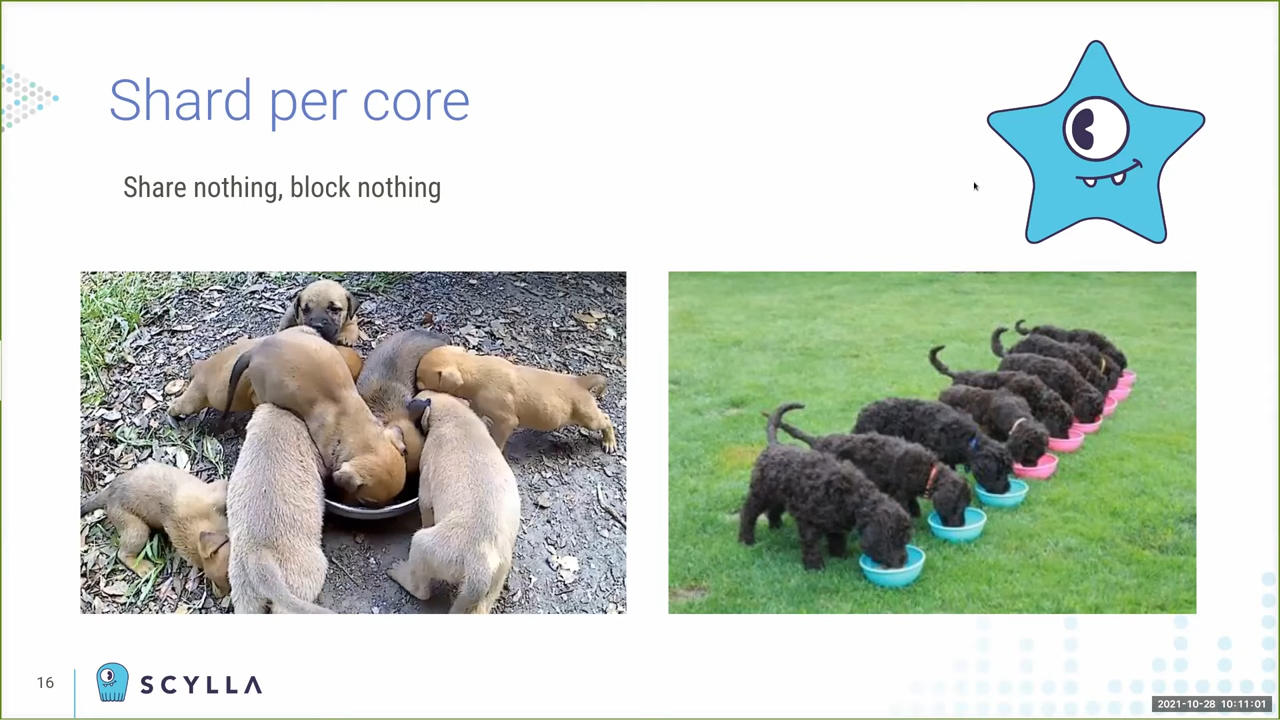 Shard per core
Share nothing, block nothing
16
SCYLLA
2021-10-28 10:11:01